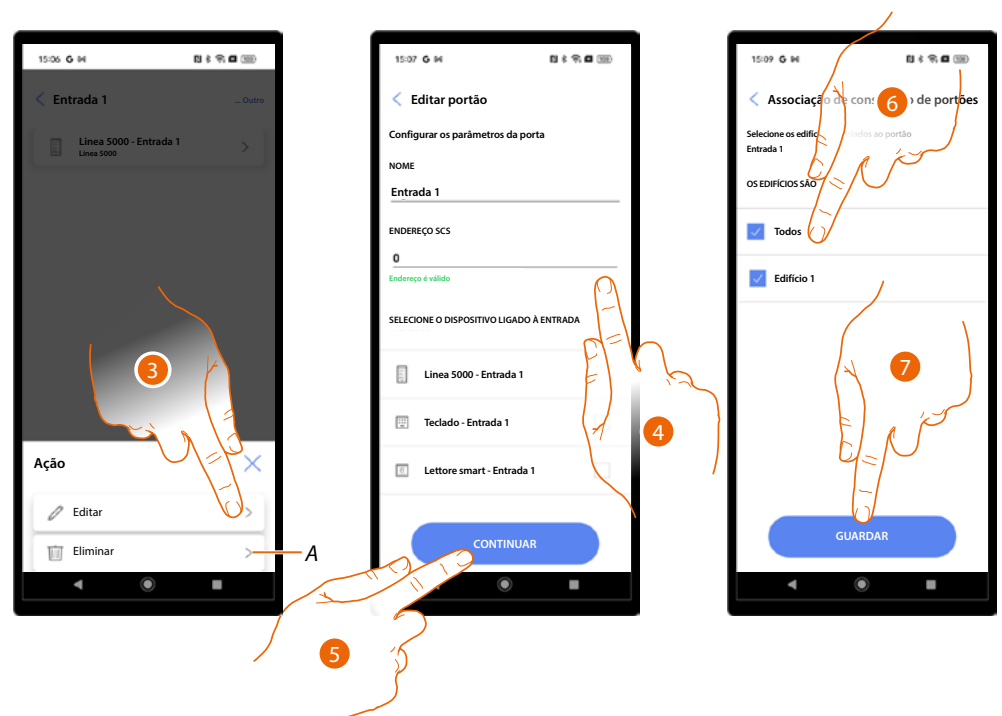 15:06 G
100
Entrada 1
... Outro
Linea 5000 - Entrada 1
Linea 5000
3
Ação
Editar
Eliminar
A
15:07 G
100
Editar portão
Configurar os parâmetros da porta
NOME
Entrada 1
ENDEREÇO SCS
0
Endereço é válido
SELECIONE O DISPOSITIVO LIGADO À ENTRADA
Linea 5000 - Entrada 1
Teclado - Entrada 1
Lettore smart - Entrada 1
4
CONTINUAR
5
15:09 G
100
Associação de de portões
6
Selecione os ao portão
Entrada 1
OS EDIFÍCIOS SÃO
Todos
Edifício 1
7
GUARDAR